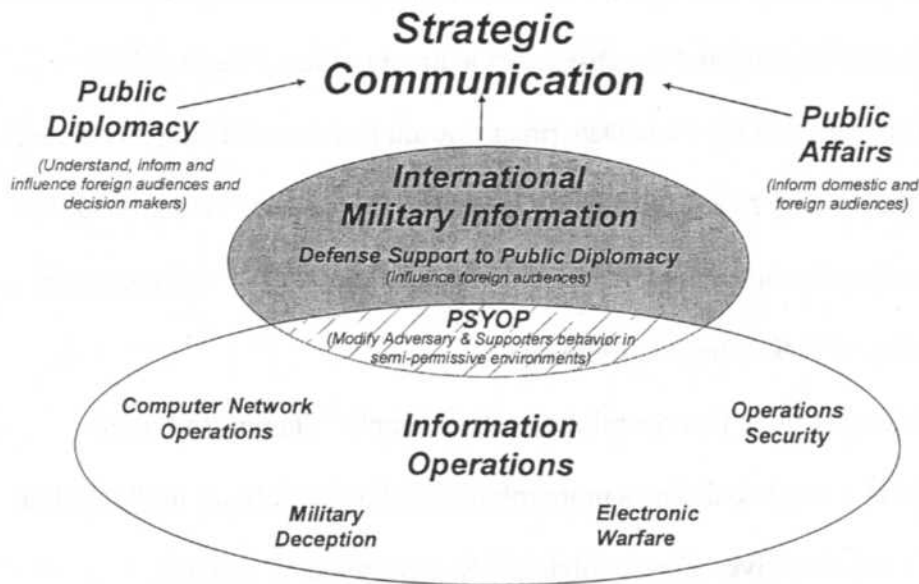 Strategic
Communication
Public
Diplomacy
(Understand, inform and
influence foreign audiences and
decision makers)
Public
Affairs
(Inform domestic and
foreign audiences)
International
Military Information
Defense Support to Public Diplomacy
(Influence foreign audiences)
PSYOP
(Modify Adversary & Supporters behavior in
semi-permissive environments)
Computer Network
Operations
Information
Operations
Operations
Security
Military
Deception
Electronic
Warfare